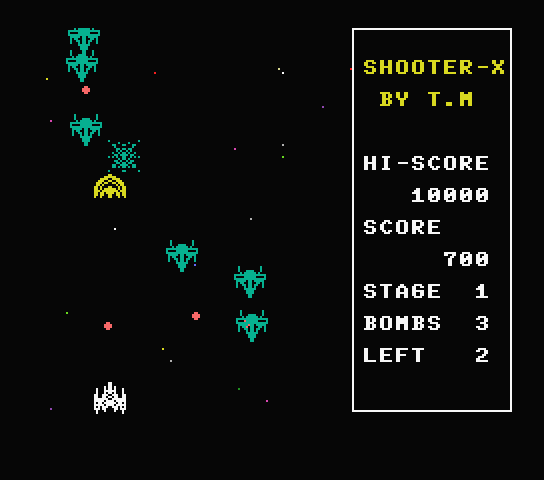 SHOOTER-X
BY T.M
HI-SCORE
10000
SCORE
700
STAGE 1
BOMBS 3
LEFT 2